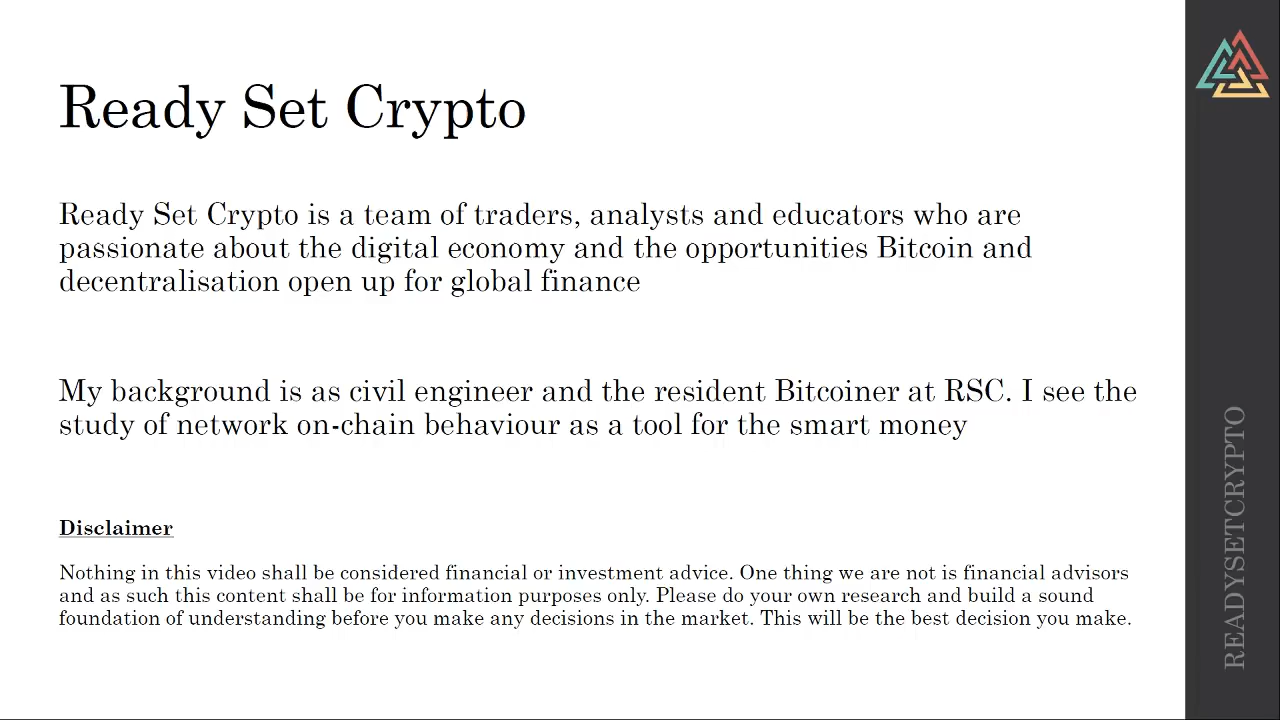 Ready Set Crypto
Ready Set Crypto is a team of traders, analysts and educators who are
passionate about the digital economy and the opportunities Bitcoin and
decentralisation open up for global finance
My background is as civil engineer and the resident Bitcoiner at RSC. I see the
study of network on-chain behaviour as a tool for the smart money
Disclaimer
Nothing in this video shall be considered financial or investment advice. One thing we are not is financial advisors
and as such this content shall be for information purposes only. Please do your own research and build a sound
foundation of understanding before you make any decisions in the market. This will be the best decision you make.
READYSETCRYPTO